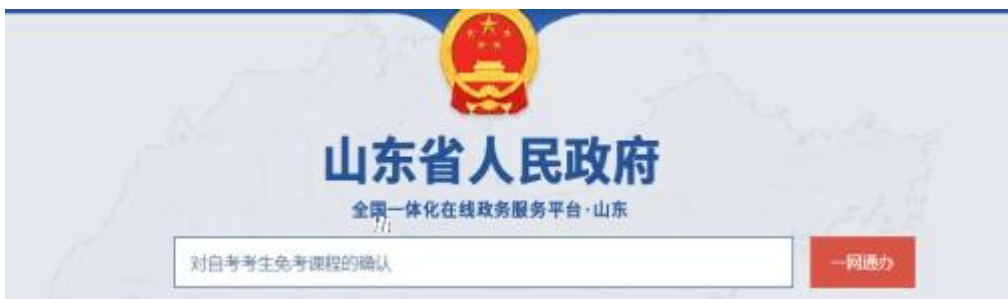 山东省人民政府
全国一体化在线政务服务平台·山东
对自考考生免考课程的确认
一网通办